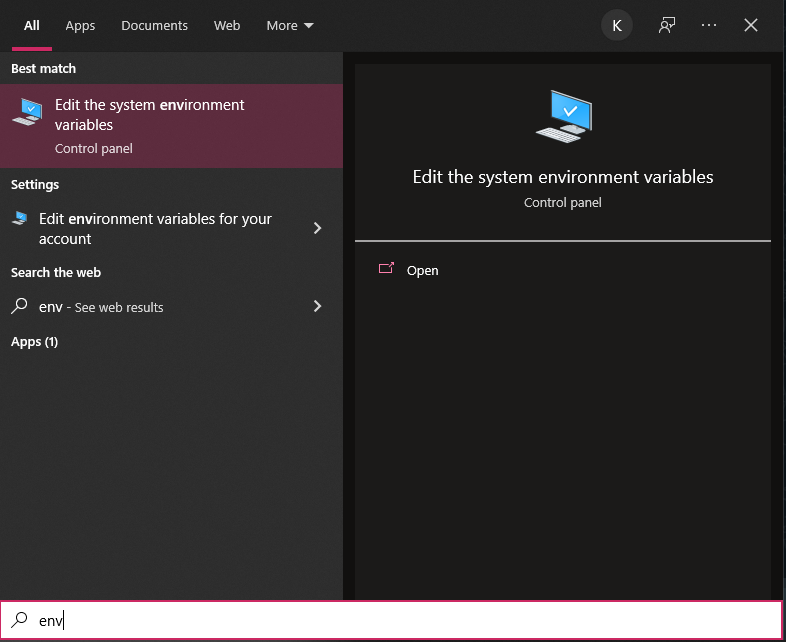 All Apps Documents Web More K
Best match
Edit the system environment
variables
Control panel
Settings
Edit environment variables for your
account
Search the web
env - See web results
Apps (1)
Edit the system environment variables
Control panel
Open
env